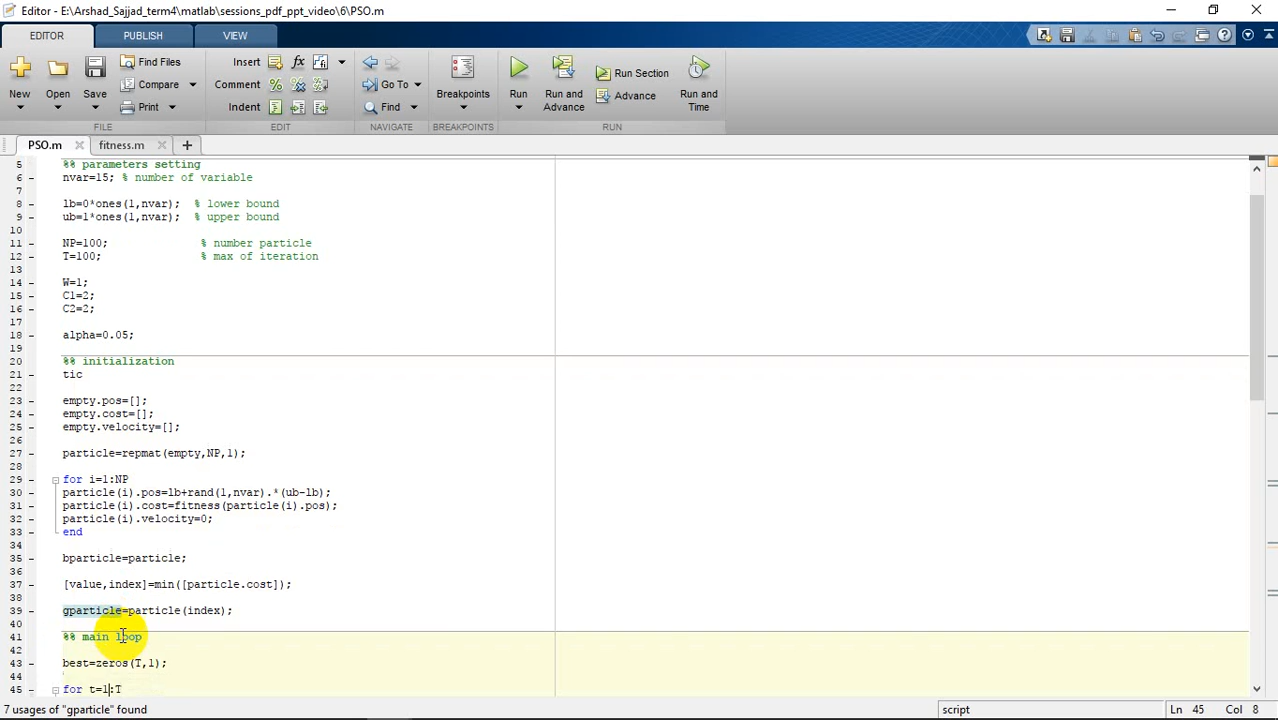 Editor - E:\Arshad_Sajjad_term4\matlab\sessions_pdf_ppt_video\6\PSO.m
EDITOR PUBLISH VIEW
New Open Save Find Files Compare Print
Insert fx Comment Indent
Go To Find
Breakpoints
Run Run and Advance Run Section Advance Run and Time
FILE EDIT NAVIGATE BREAKPOINTS RUN
PSO.m fitness.m
5 %% parameters setting
6 - nvar=15; % number of variable
7
8 - lb=0*ones(1,nvar); % lower bound
9 - ub=1*ones(1,nvar); % upper bound
10
11 - NP=100; % number particle
12 - T=100; % max of iteration
13
14 - W=1;
15 - C1=2;
16 - C2=2;
17
18 - alpha=0.05;
19
20 %% initialization
21 - tic
22
23 - empty.pos=[];
24 - empty.cost=[];
25 - empty.velocity=[];
26
27 - particle=repmat(empty,NP,1);
28
29 - for i=1:NP
30 - particle(i).pos=lb+rand(1,nvar).*(ub-lb);
31 - particle(i).cost=fitness(particle(i).pos);
32 - particle(i).velocity=0;
33 - end
34
35 - bparticle=particle;
36
37 - [value,index]=min([particle.cost]);
38
39 - gparticle=particle(index);
40
41 %% main loop
42
43 - best=zeros(T,1);
44
45 - for t=1:T
7 usages of "gparticle" found script Ln 45 Col 8